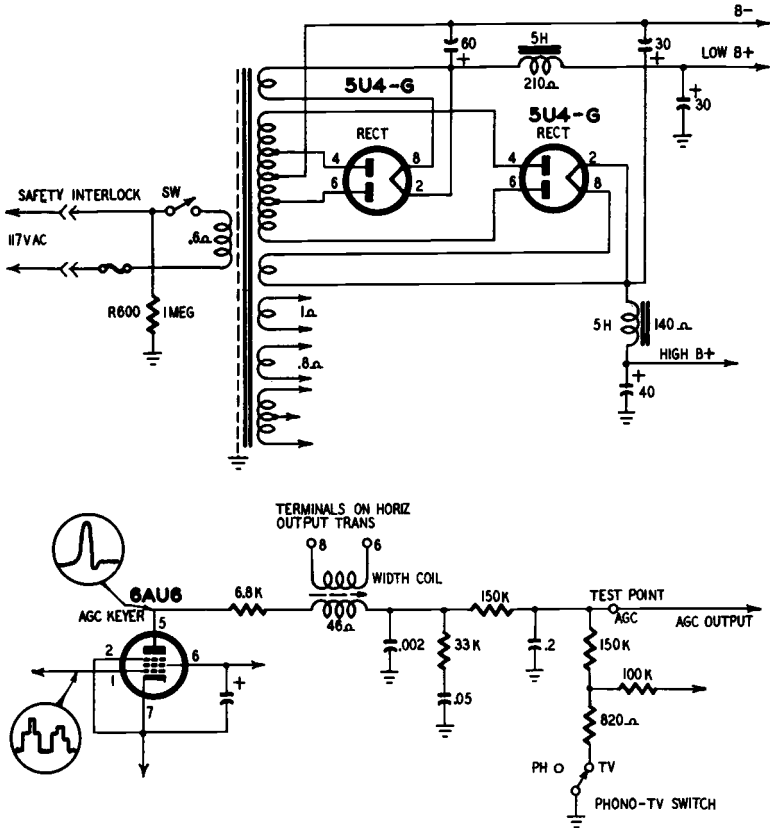 B-
60
+
5H
30
+
LOW B+
210Ω
+
30
5U4-G
RECT
4
8
6
2
5U4-G
RECT
4
2
6
8
SAFETY INTERLOCK
SW
117VAC
.6Ω
R600
1MEG
1Ω
.8Ω
5H
140Ω
HIGH B+
+
40
TERMINALS ON HORIZ
OUTPUT TRANS
8
6
WIDTH COIL
6AU6
AGC KEYER
6.8K
46Ω
150K
TEST POINT
AGC
AGC OUTPUT
5
2
1
6
7
+
.002
33K
.05
.2
150K
100K
820Ω
PH
TV
PHONO-TV SWITCH